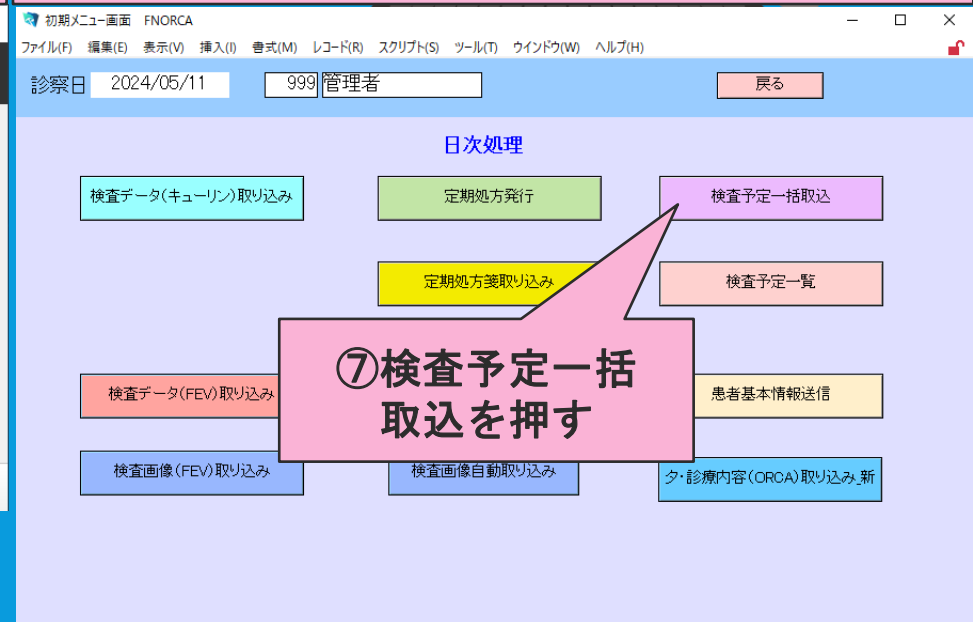 初期メニュー画面 FNORCA
ファイル(F) 編集(E) 表示(V) 挿入(I) 書式(M) レコード(R) スクリプト(S) ツール(T) ウインドウ(W) ヘルプ(H)
診察日 2024/05/11 999 管理者 戻る
日次処理
検査データ(キューリン)取り込み 定期処方発行 検査予定一括取込
定期処方箋取り込み 検査予定一覧
⑦検査予定一括
取込を押す
検査データ(FEV)取り込み 患者基本情報送信
検査画像(FEV)取り込み 検査画像自動取り込み タ・診療内容(ORCA)取り込み_新